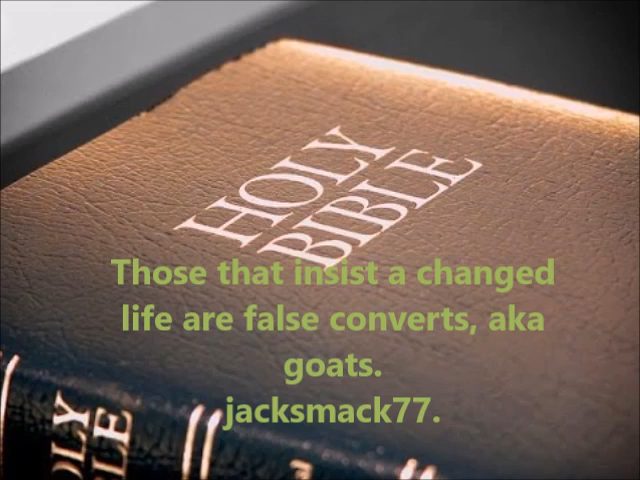 HOLY
BIBLE
Those that insist a changed
life are false converts, aka
goats.
jacksmack77.